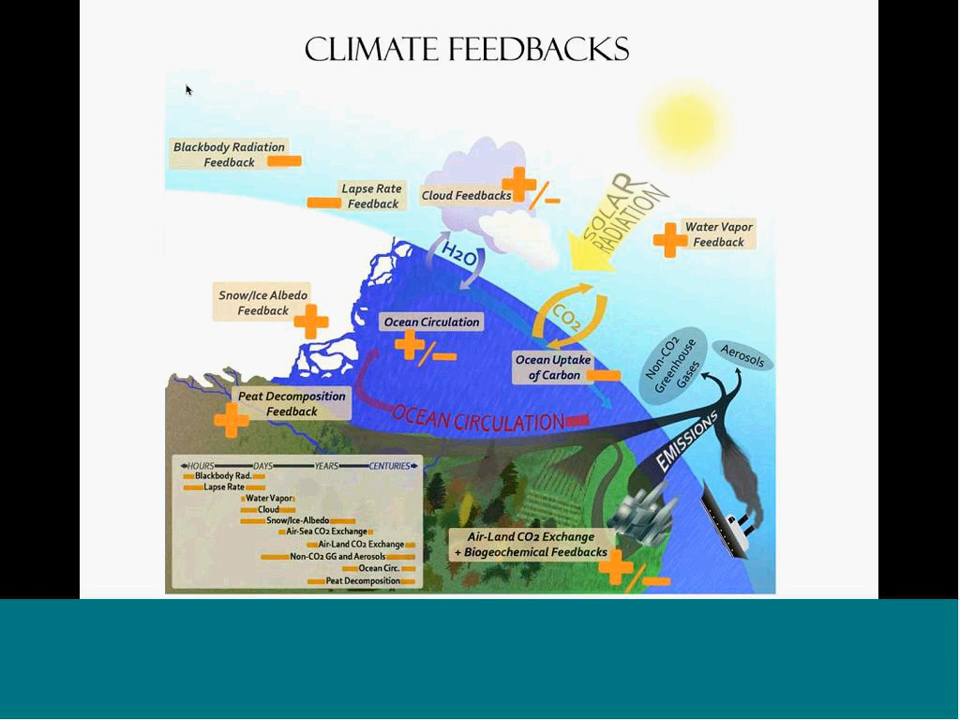 CLIMATE FEEDBACKS
Blackbody Radiation
Feedback
Lapse Rate
Feedback
Cloud Feedbacks
+/-
SOLAR
RADIATION
Water Vapor
Feedback
H2O
Snow/Ice Albedo
Feedback
CO2
Ocean Circulation
+/-
Ocean Uptake
of Carbon
Non-CO2
Greenhouse
Gases
Aerosols
Peat Decomposition
Feedback
OCEAN CIRCULATION
EMISSIONS
HOURS DAYS YEARS CENTURIES
Blackbody Rad.
Lapse Rate
Water Vapor
Cloud
Snow/Ice-Albedo
Air-Sea CO2 Exchange
Air-Land CO2 Exchange
Non-CO2 GG and Aerosols
Ocean Circ.
Peat Decomposition
Air-Land CO2 Exchange
+ Biogeochemical Feedbacks
+/-